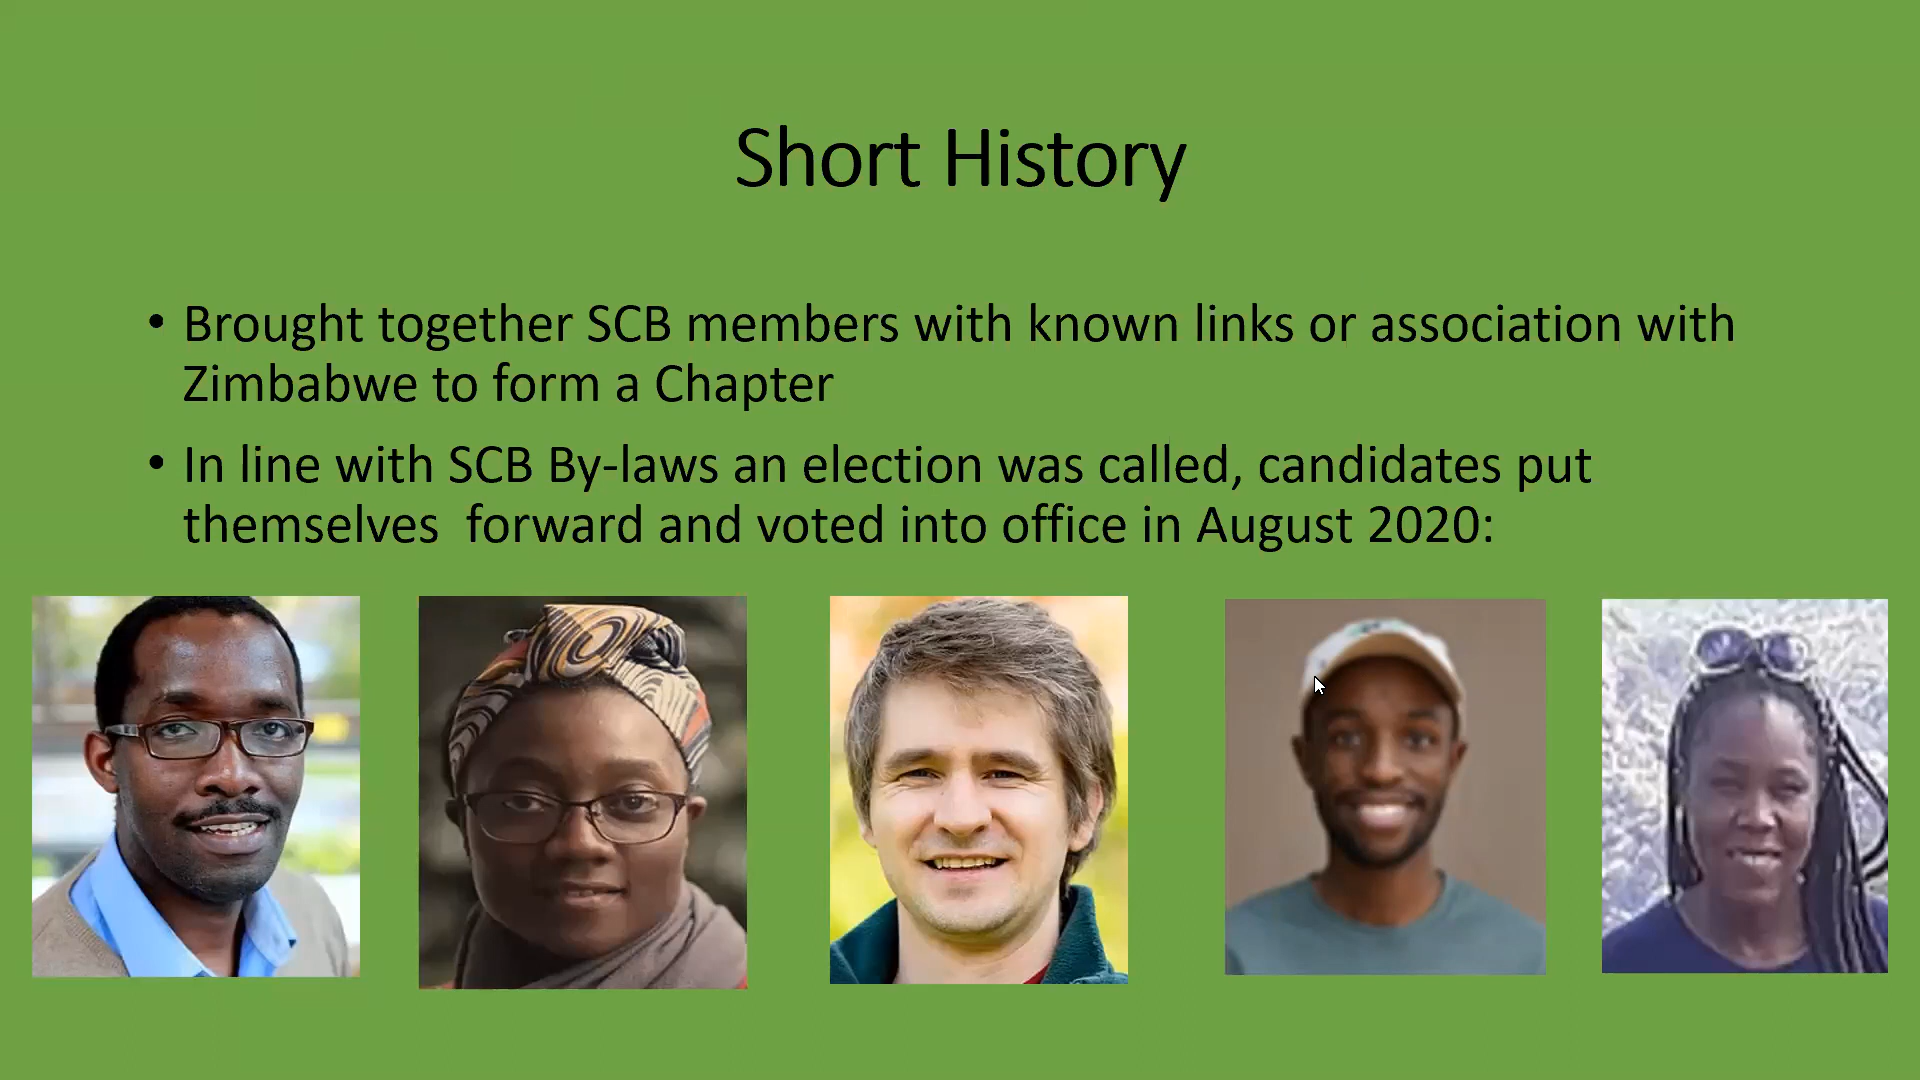 Short History
• Brought together SCB members with known links or association with
Zimbabwe to form a Chapter
• In line with SCB By-laws an election was called, candidates put
themselves  forward and voted into office in August 2020: